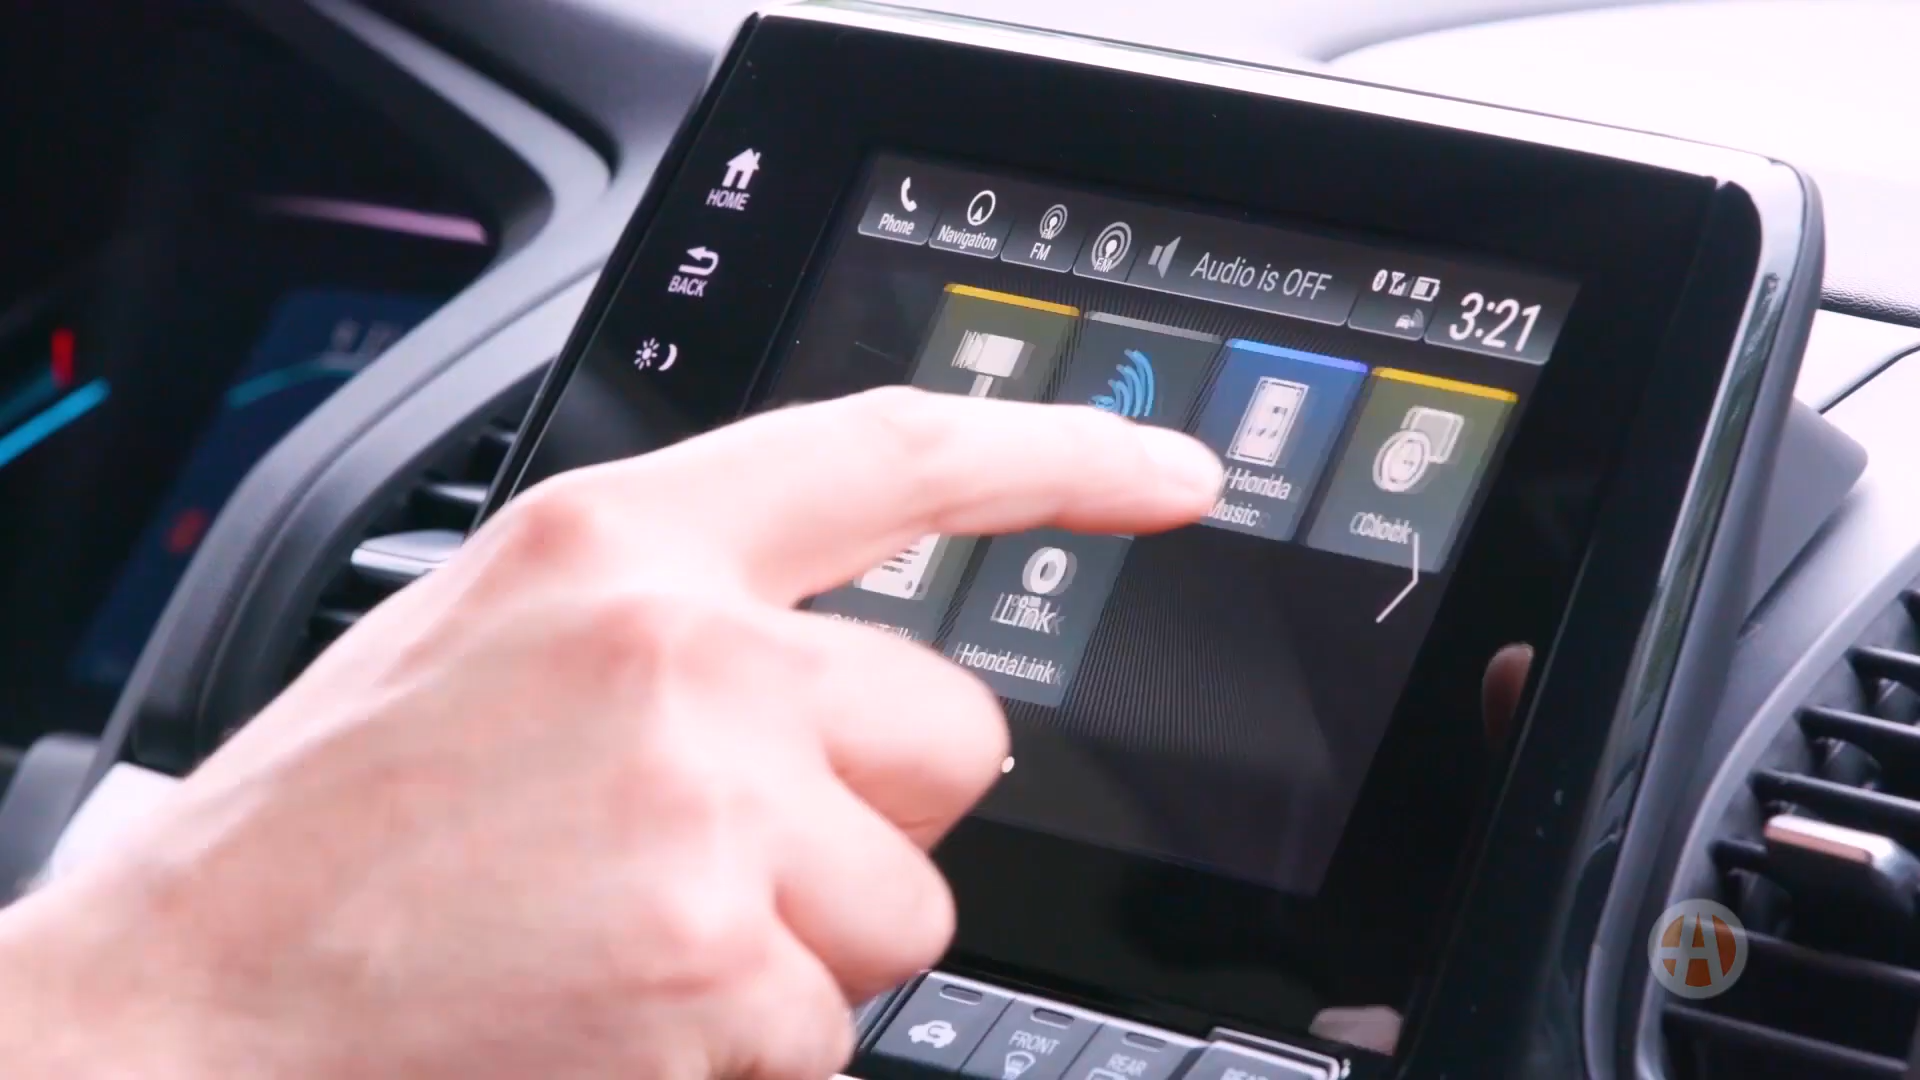 HOME
BACK
Phone
Navigation
FM
FM
Audio is OFF
3:21
Honda
Music
Clock
Link
HondaLink
FRONT
REAR